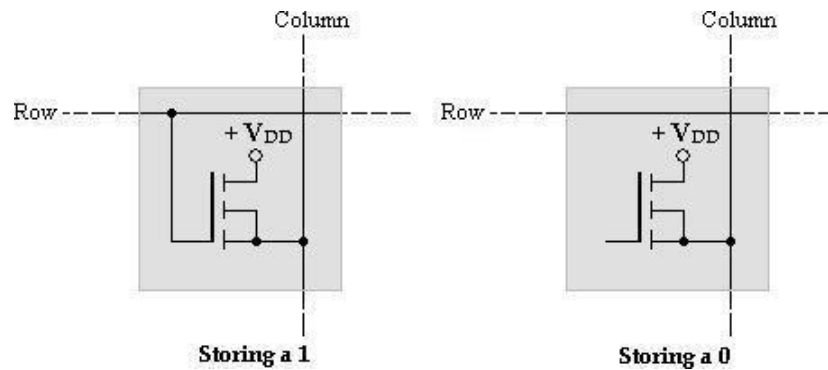 Column
Column
Row
Row
+ VDD
+ VDD
Storing a 1
Storing a 0